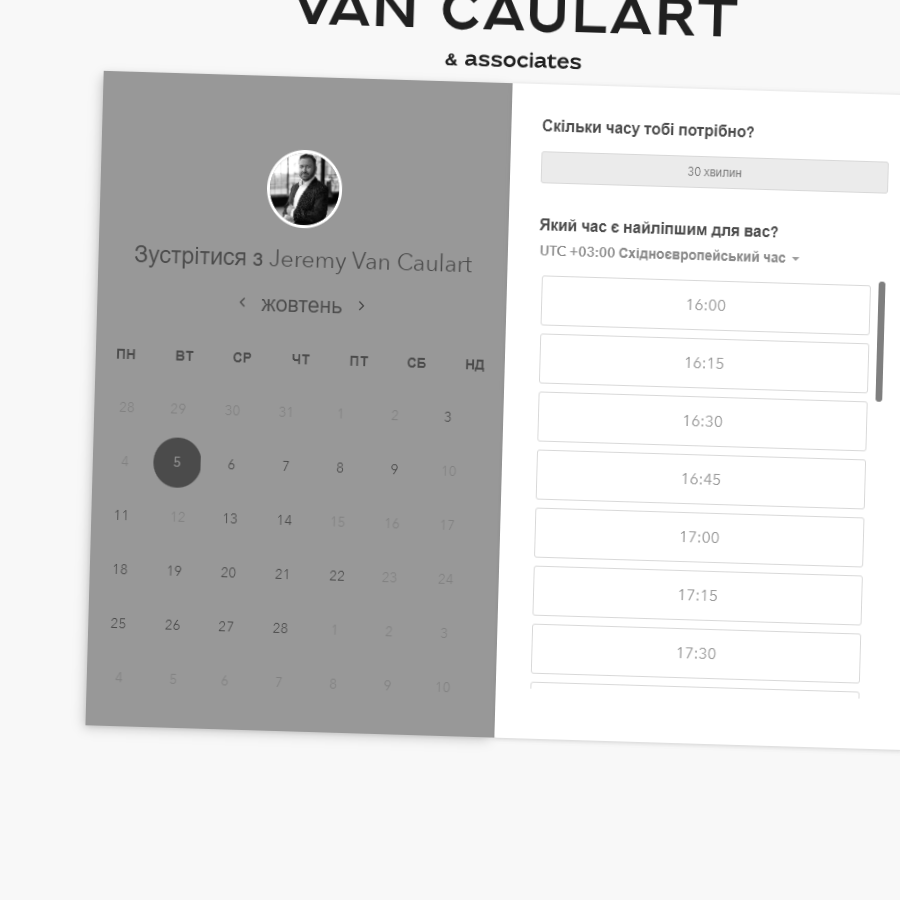 VAN CAULART
& associates
Зустрітися з Jeremy Van Caulart
жовтень
ПН ВТ СР ЧТ ПТ СБ НД
28 29 30 31 1 2 3
4 5 6 7 8 9 10
11 12 13 14 15 16 17
18 19 20 21 22 23 24
25 26 27 28 1 2 3
4 5 6 7 8 9 10
Скільки часу тобі потрібно?
30 хвилин
Який час є найліпшим для вас?
UTC +03:00 Східноєвропейський час
16:00
16:15
16:30
16:45
17:00
17:15
17:30